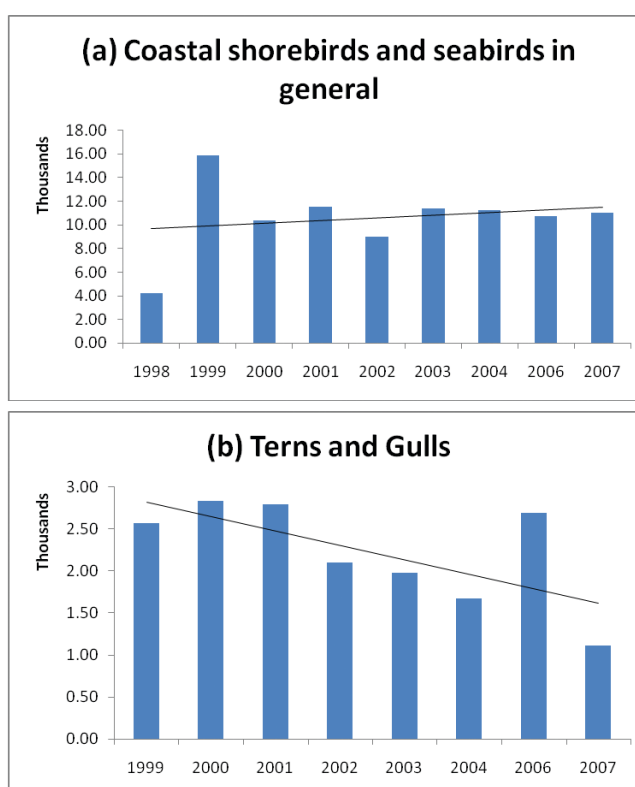 (a) Coastal shorebirds and seabirds in
general
Thousands
18.00
16.00
14.00
12.00
10.00
8.00
6.00
4.00
2.00
0.00
1998 1999 2000 2001 2002 2003 2004 2006 2007
(b) Terns and Gulls
Thousands
3.00
2.50
2.00
1.50
1.00
0.50
0.00
1999 2000 2001 2002 2003 2004 2006 2007